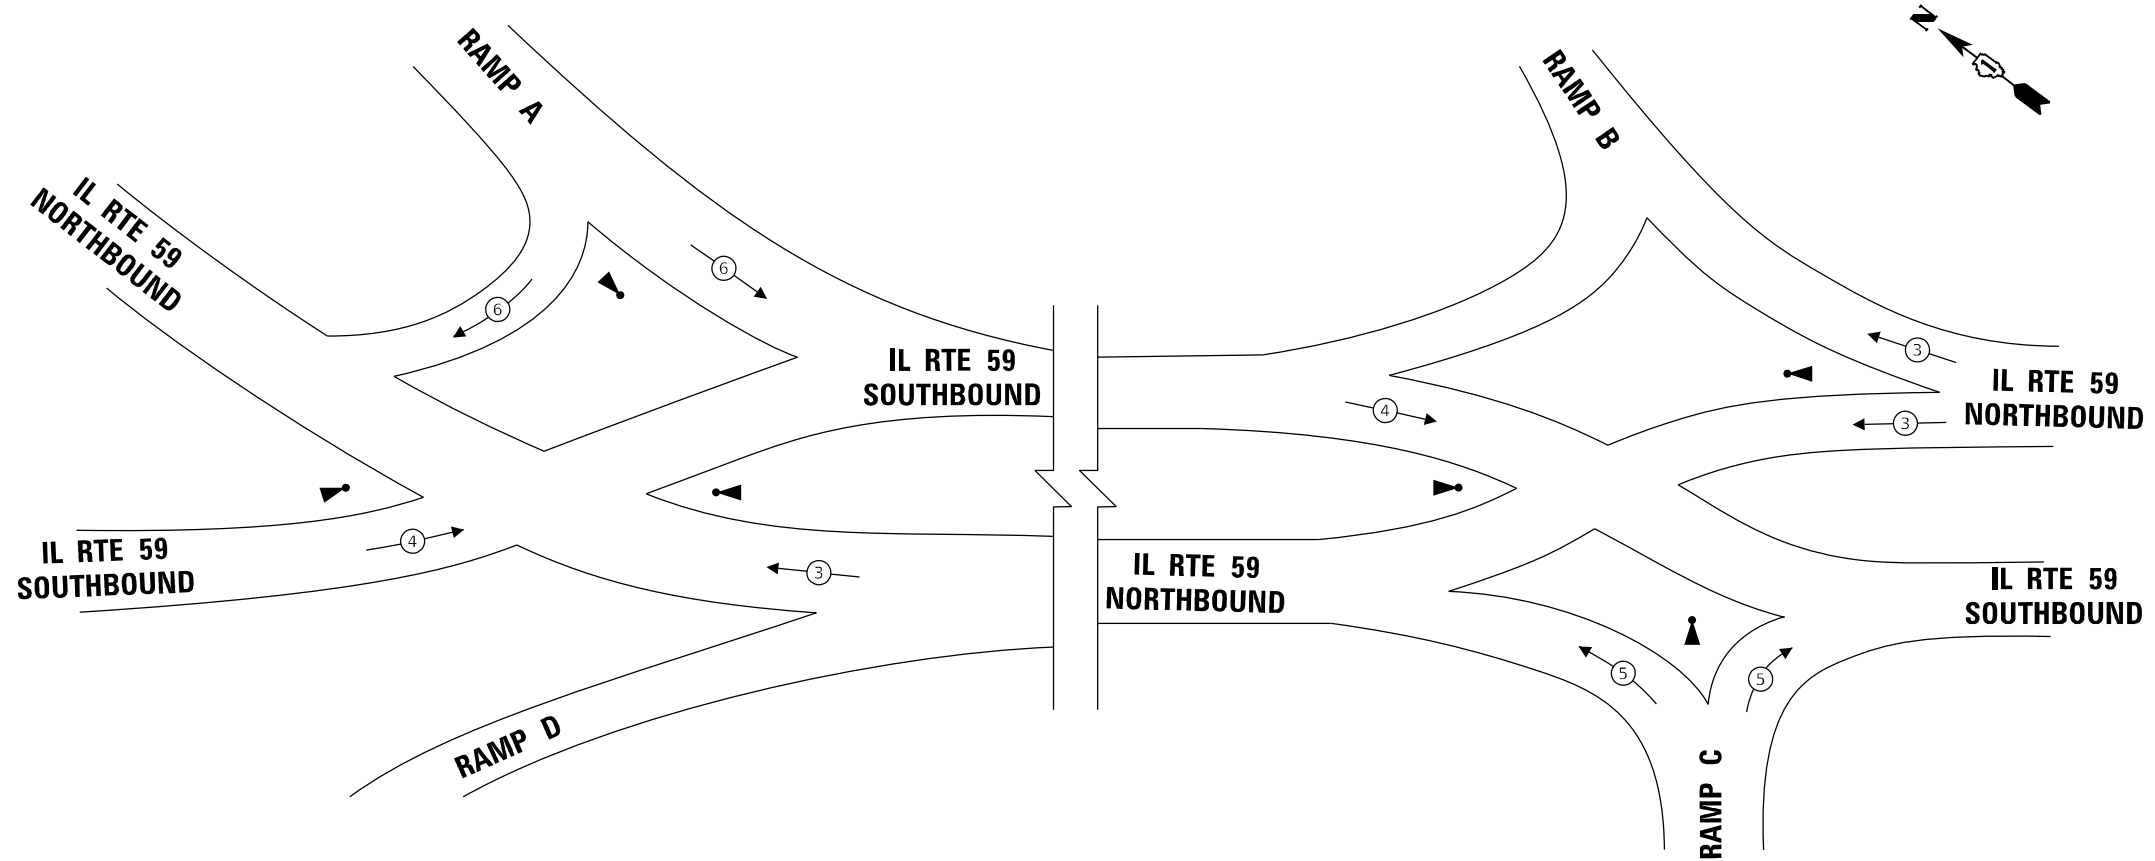 RAMP A
RAMP B
N
1
IL RTE 59
NORTHBOUND
6
6
IL RTE 59
SOUTHBOUND
4
3
3
IL RTE 59
NORTHBOUND
4
IL RTE 59
SOUTHBOUND
3
IL RTE 59
NORTHBOUND
IL RTE 59
SOUTHBOUND
5
5
RAMP D
RAMP C